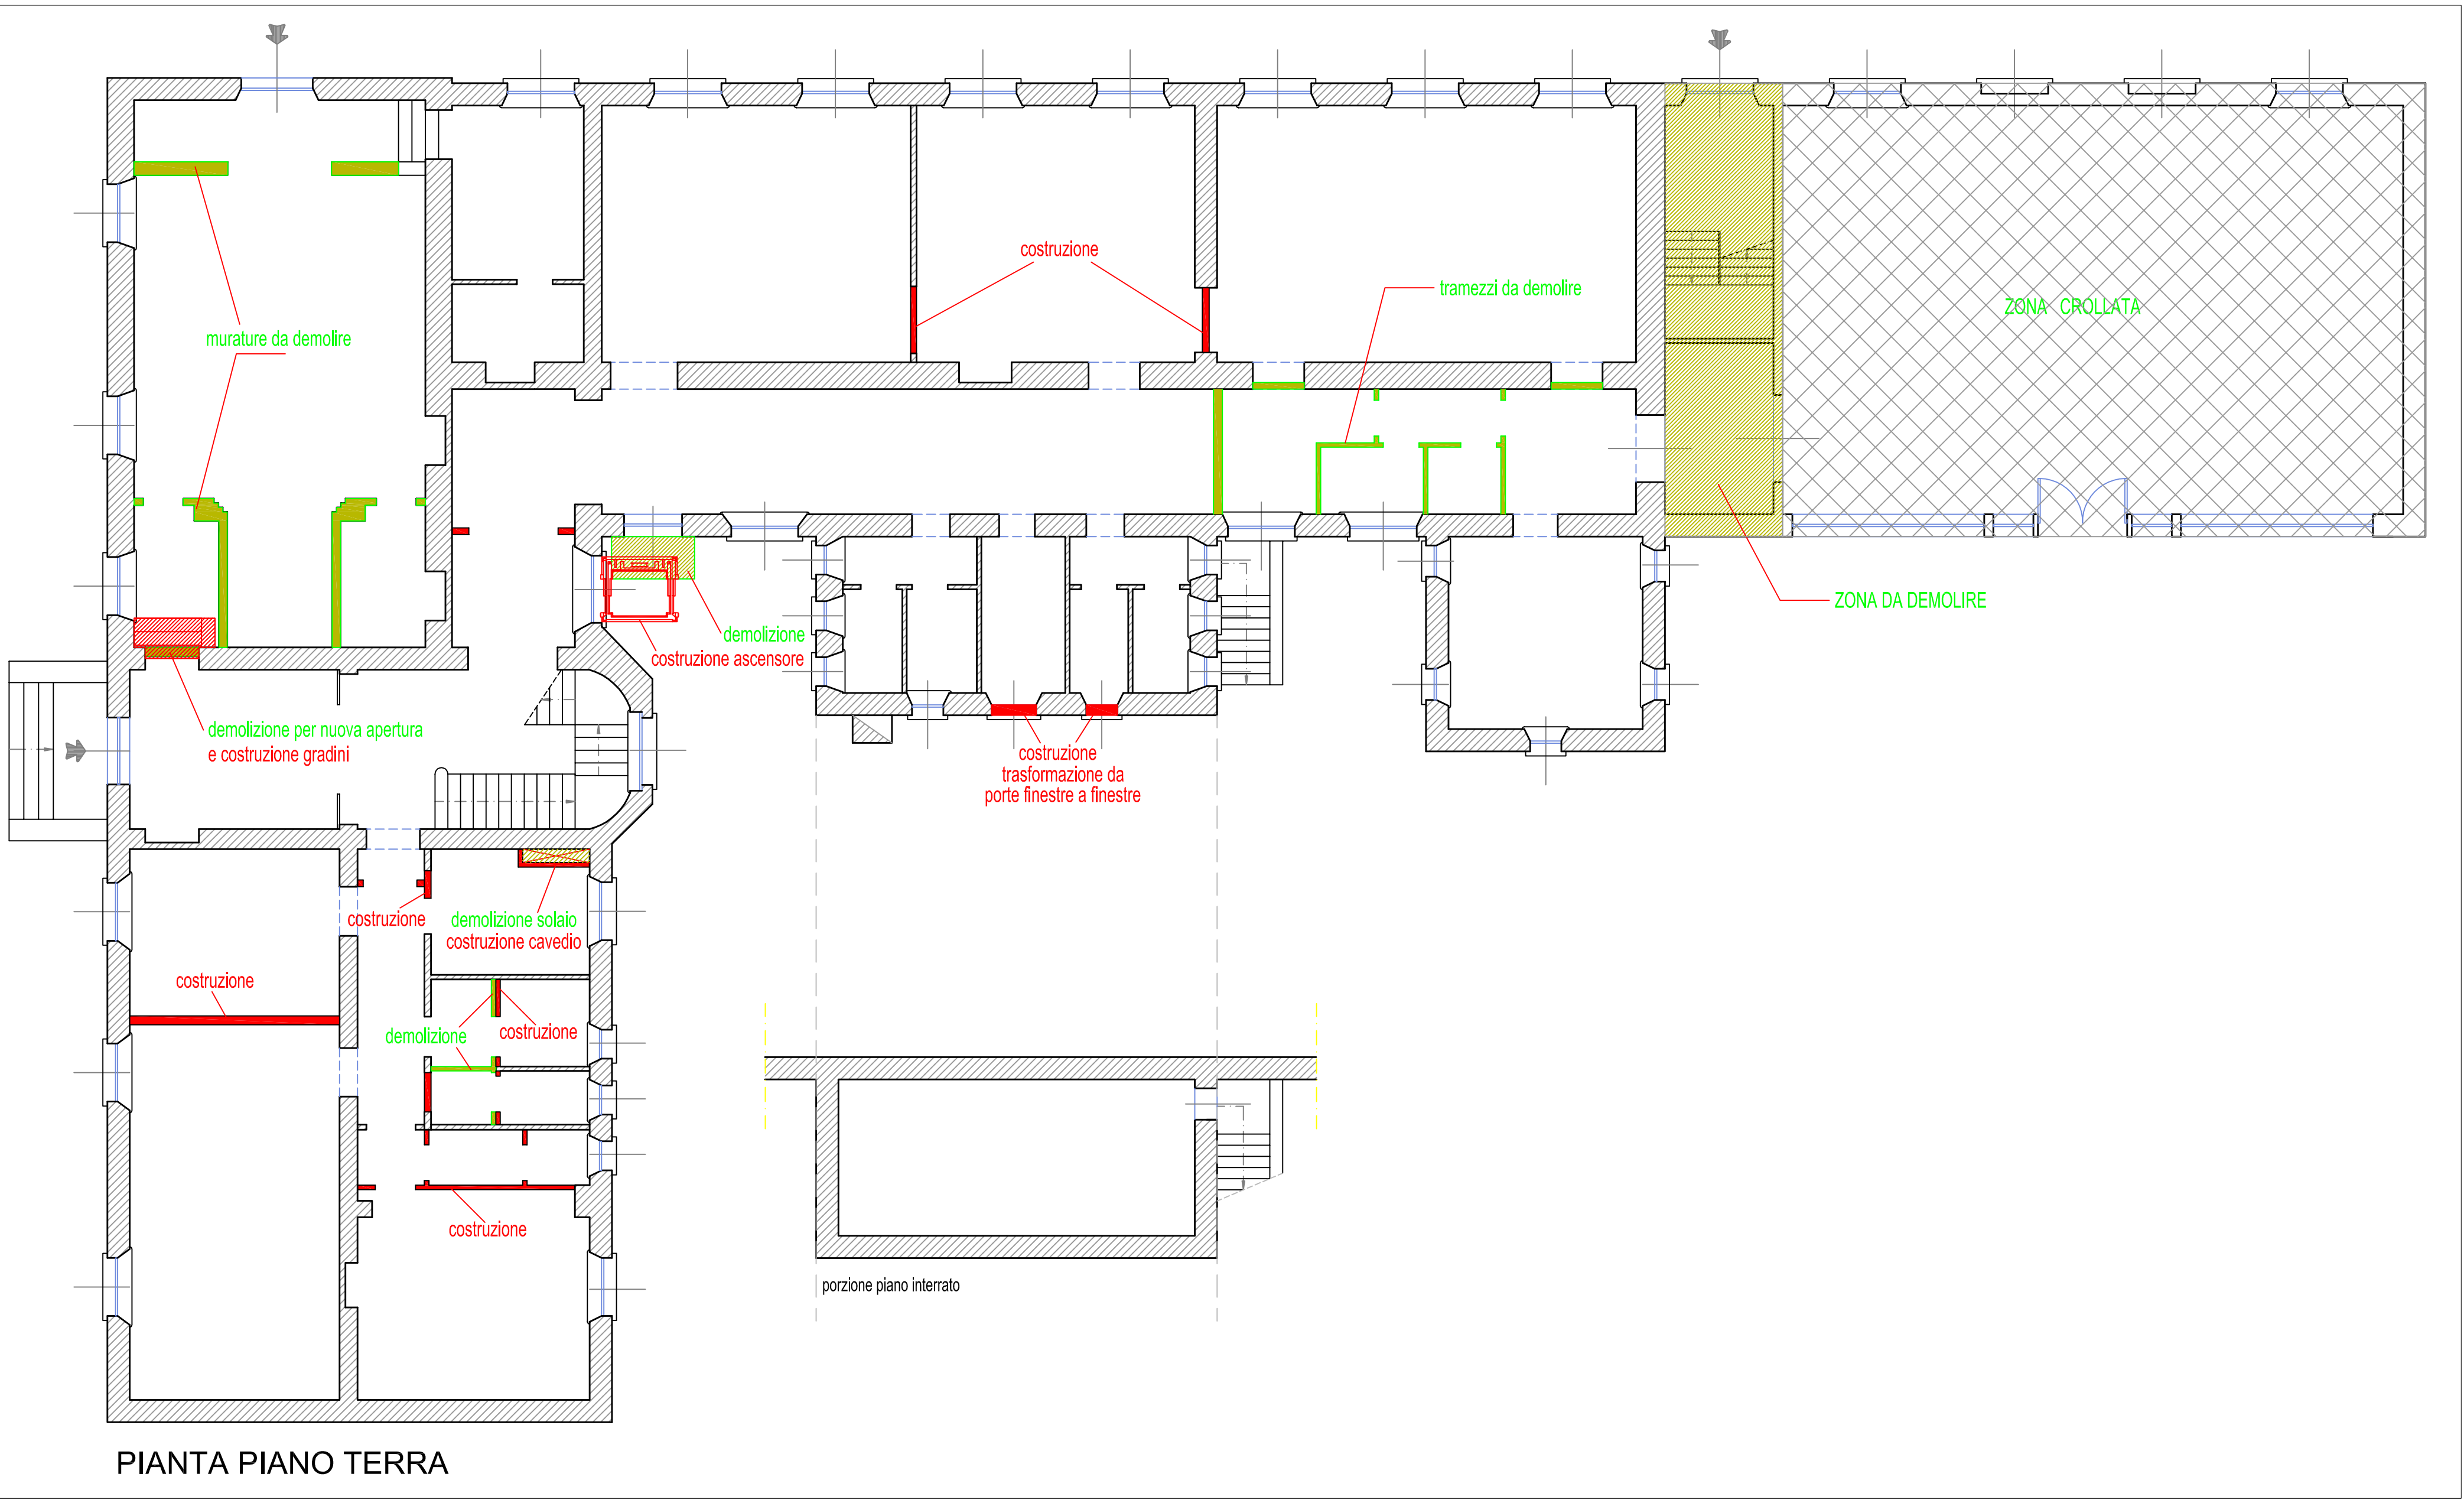 costruzione
tramezzi da demolire
ZONA CROLLATA
murature da demolire
ZONA DA DEMOLIRE
demolizione
costruzione ascensore
demolizione per nuova apertura
e costruzione gradini
costruzione
trasformazione da
porte finestre a finestre
costruzione
demolizione solaio
costruzione cavedio
costruzione
demolizione
costruzione
costruzione
porzione piano interrato
PIANTA PIANO TERRA